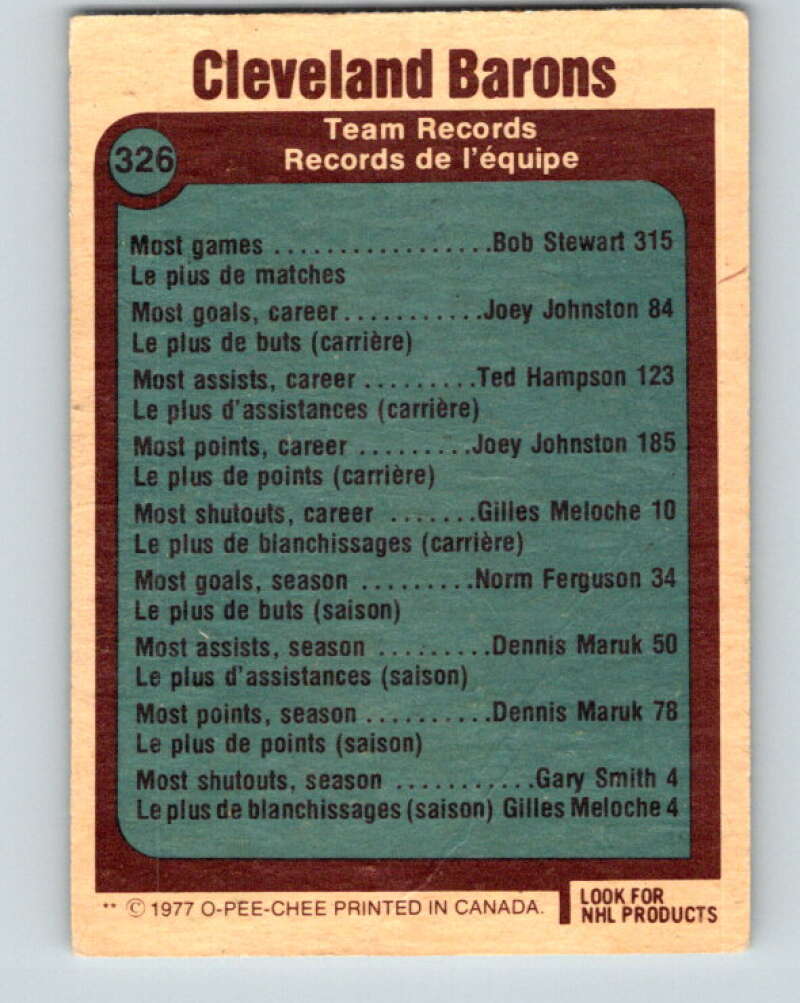 Cleveland Barons
Team Records
326
Records de l'équipe
Most games .................Bob Stewart 315
Le plus de matches
Most goals, career...........Joey Johnston 84
Le plus de buts (carrière)
Most assists, career .........Ted Hampson 123
Le plus d'assistances (carrière)
Most points, career .........Joey Johnston 185
Le plus de points (carrière)
Most shutouts, career .......Gilles Meloche 10
Le plus de blanchissages (carrière)
Most goals, season .........Norm Ferguson 34
Le plus de buts (saison)
Most assists, season .........Dennis Maruk 50
Le plus d'assistances (saison)
Most points, season ..........Dennis Maruk 78
Le plus de points (saison)
Most shutouts, season ...........Gary Smith 4
Le plus de blanchissages (saison) Gilles Meloche 4
** © 1977 O-PEE-CHEE PRINTED IN CANADA.
LOOK FOR
NHL PRODUCTS